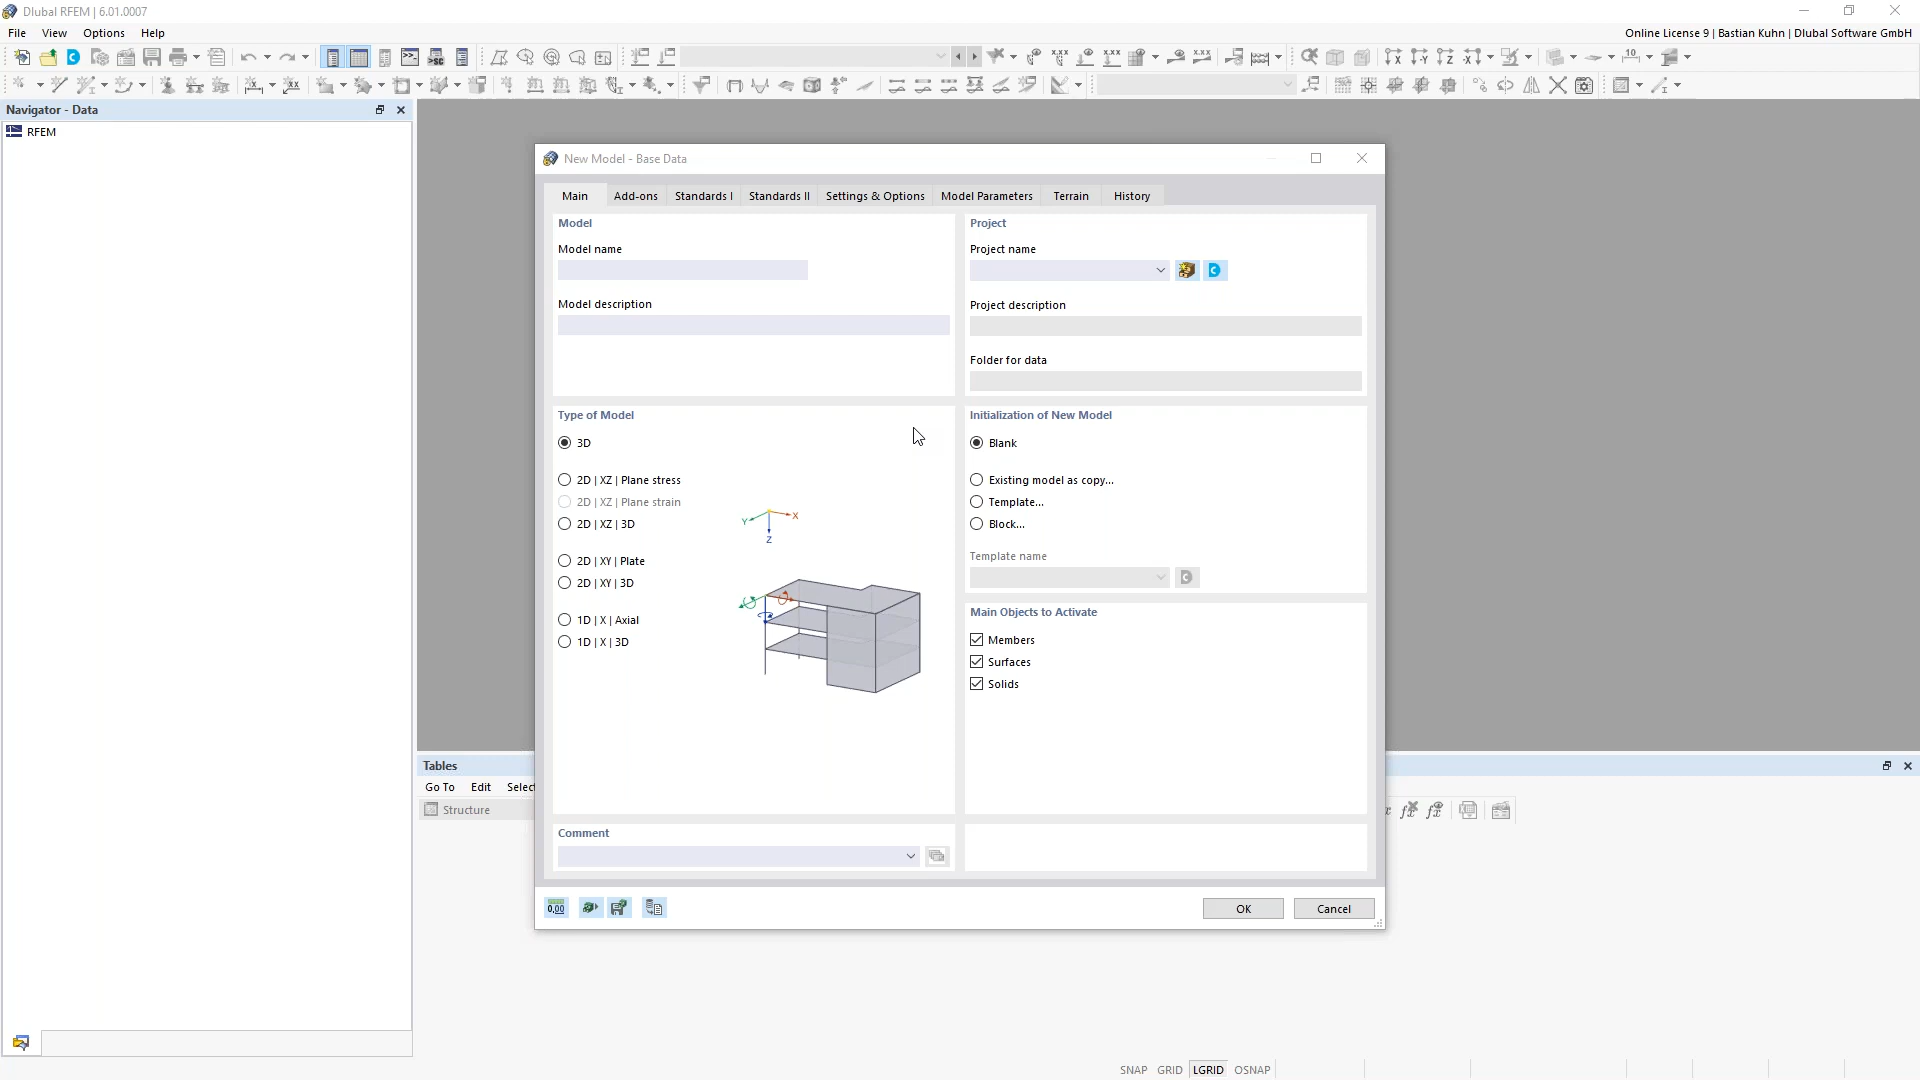 Dlubal RFEM | 6.01.0007
File View Options Help
Online License 9 | Bastian Kuhn | Dlubal Software GmbH
Navigator - Data
RFEM
New Model - Base Data
Main Add-ons Standards I Standards II Settings & Options Model Parameters Terrain History
Model
Model name
Model description
Project
Project name
Project description
Folder for data
Type of Model
3D
2D | XZ | Plane stress
2D | XZ | Plane strain
2D | XZ | 3D
2D | XY | Plate
2D | XY | 3D
1D | X | Axial
1D | X | 3D
Y X
Z
Initialization of New Model
Blank
Existing model as copy...
Template...
Block...
Template name
Main Objects to Activate
Members
Surfaces
Solids
Comment
0,00
OK Cancel
Tables
Go To Edit Select
Structure
SNAP GRID LGRID OSNAP